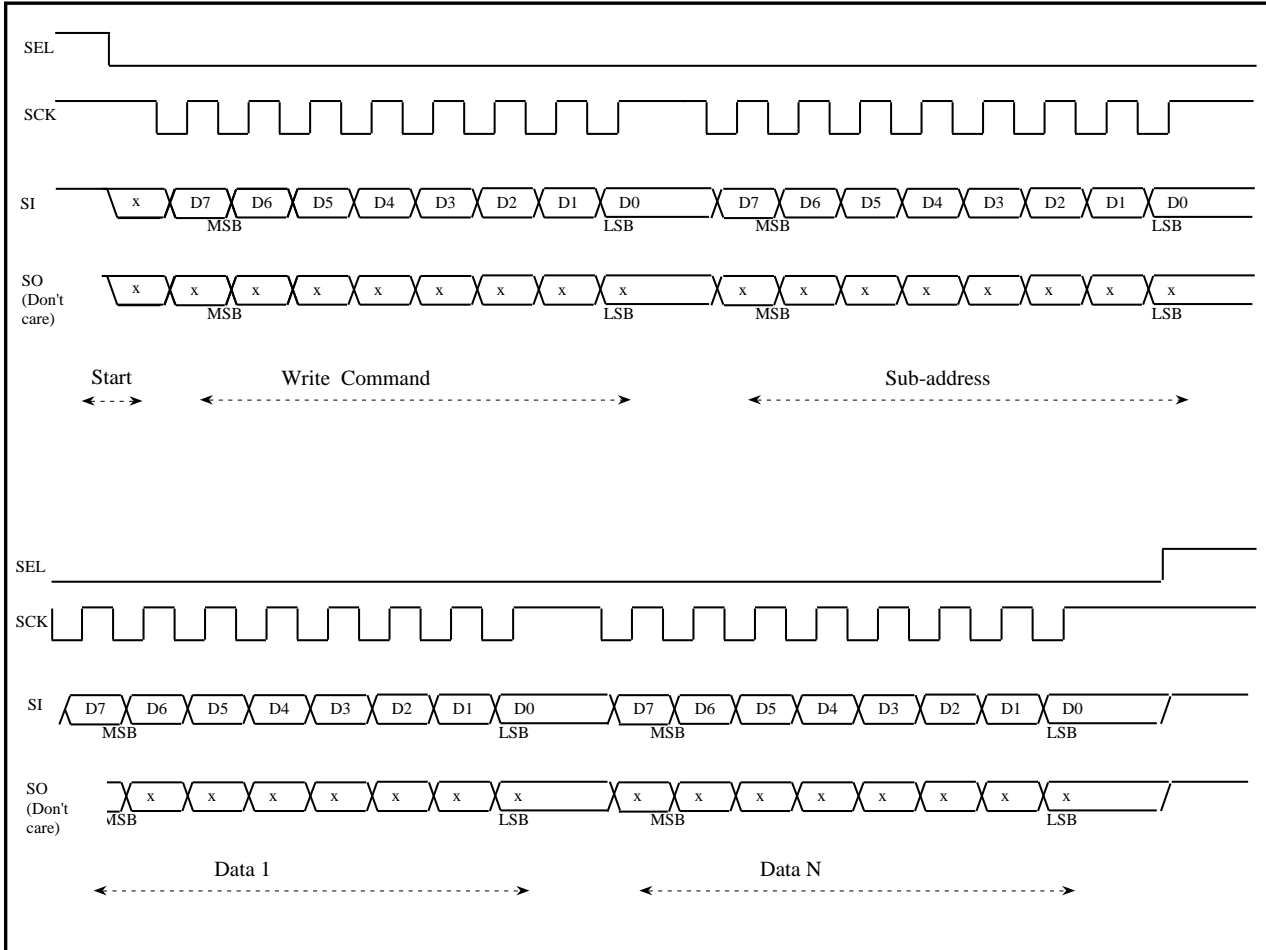 SEL
SCK
SI
x D7 D6 D5 D4 D3 D2 D1 D0 D7 D6 D5 D4 D3 D2 D1 D0
MSB LSB MSB LSB
SO
(Don't
care)
x x x x x x x x x x x x x x x x x
MSB LSB MSB LSB
Start Write Command Sub-address
SEL
SCK
SI
D7 D6 D5 D4 D3 D2 D1 D0 D7 D6 D5 D4 D3 D2 D1 D0
MSB LSB MSB LSB
SO
(Don't
care)
x x x x x x x x x x x x x x x
MSB LSB MSB LSB
Data 1 Data N